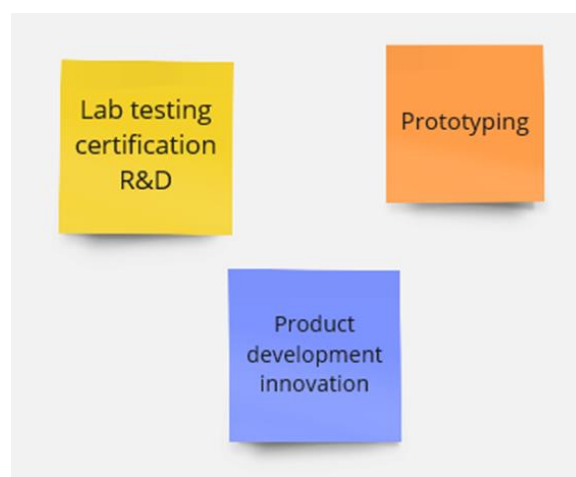 Lab testing
certification
R&D
Prototyping
Product
development
innovation